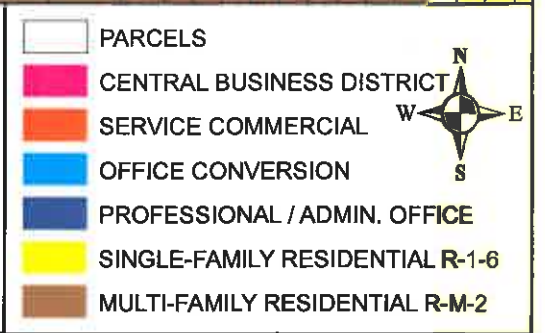 PARCELS
CENTRAL BUSINESS DISTRICT
SERVICE COMMERCIAL
OFFICE CONVERSION
PROFESSIONAL / ADMIN. OFFICE
SINGLE-FAMILY RESIDENTIAL R-1-6
MULTI-FAMILY RESIDENTIAL R-M-2
N
W E
S